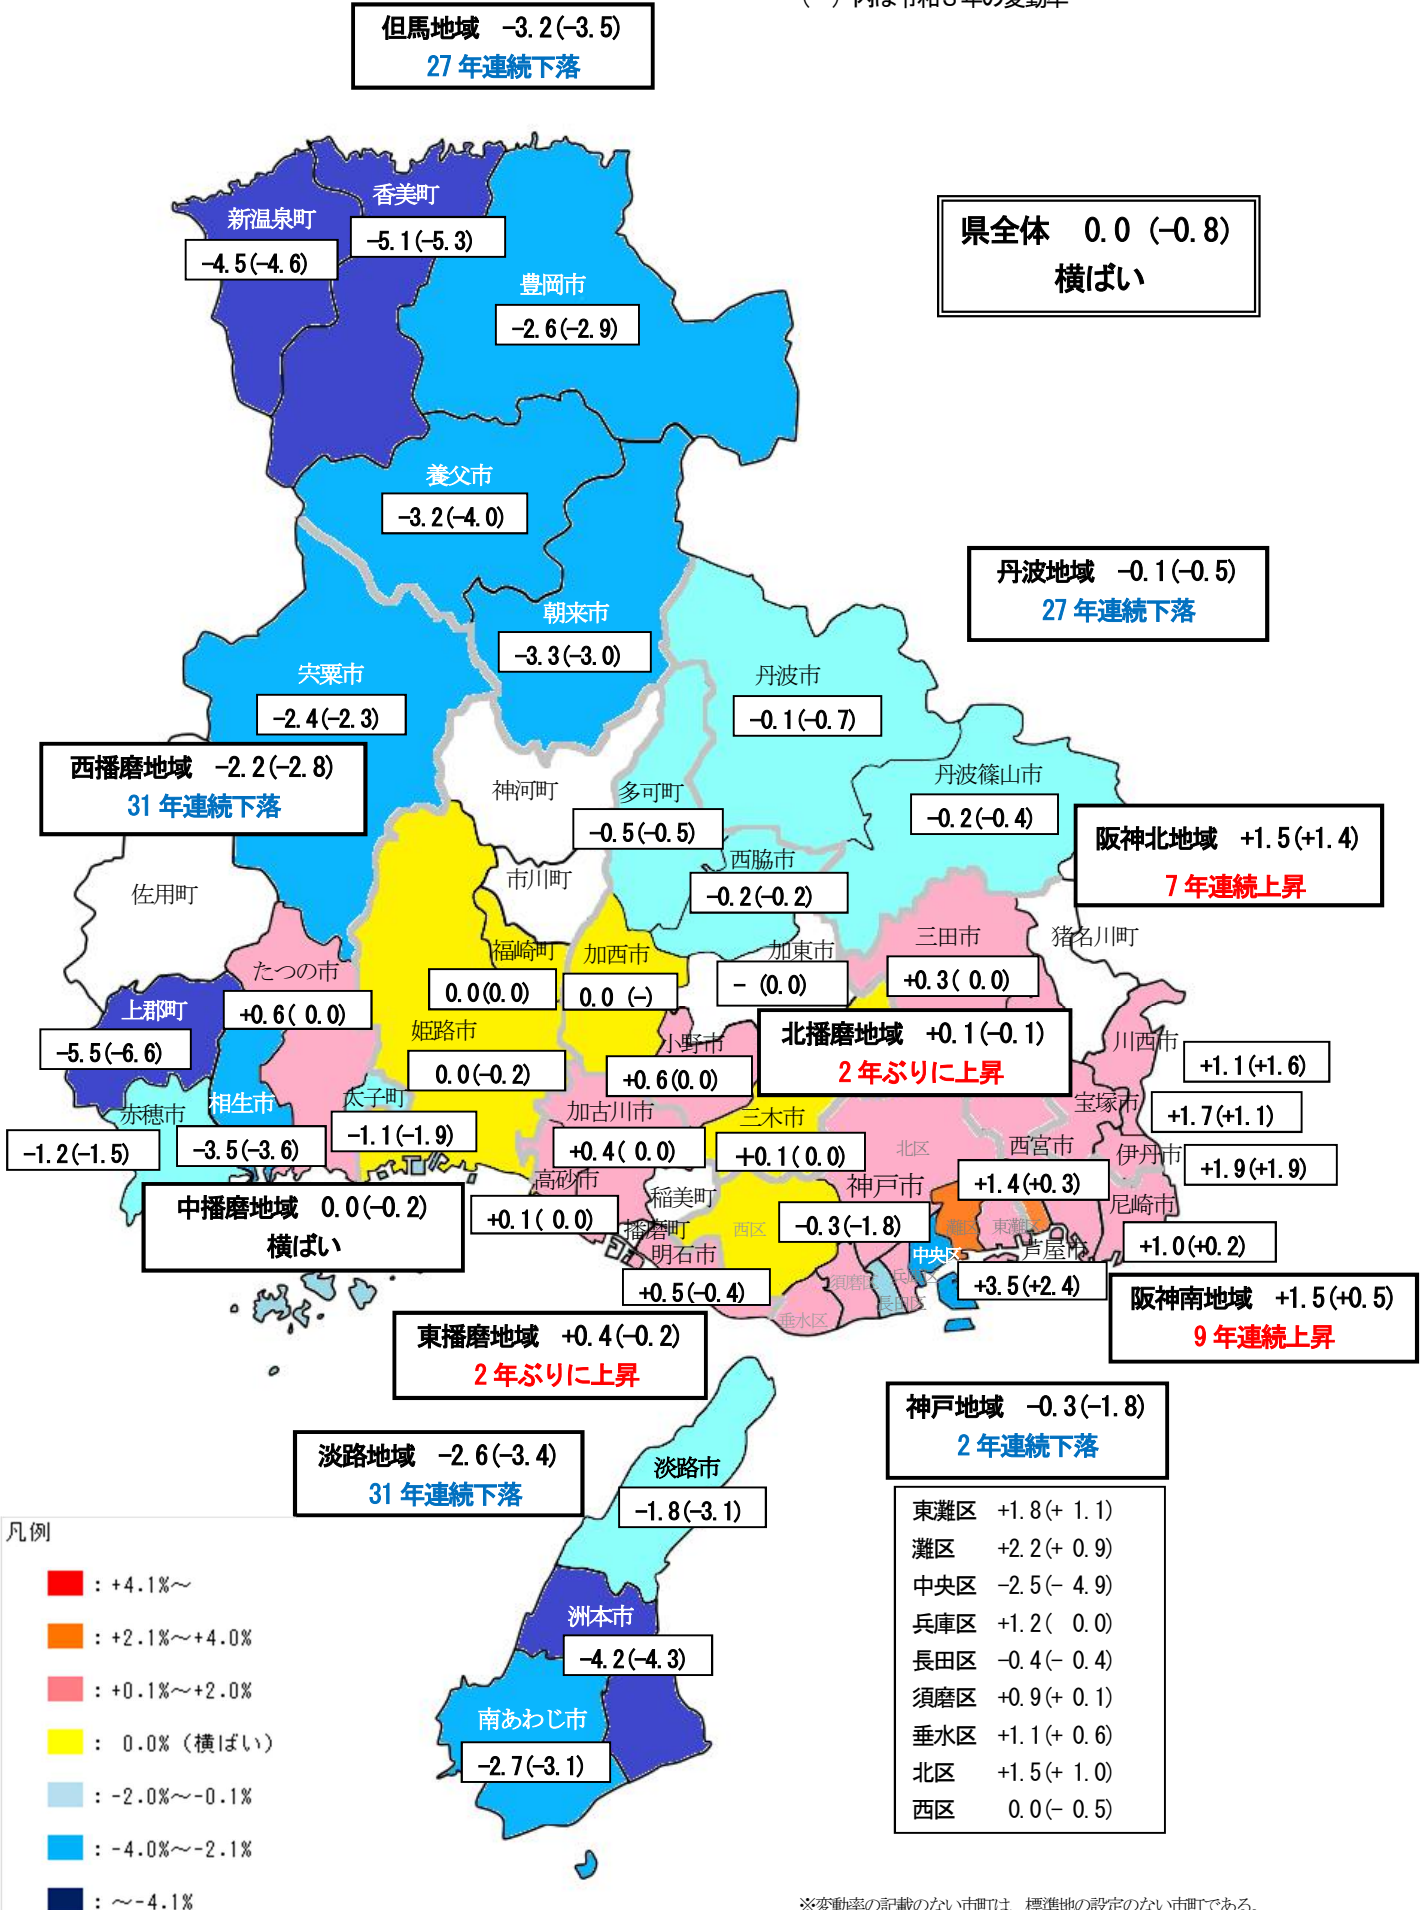 但馬地域 -3.2(-3.5)
27年連続下落
新温泉町
-4.5(-4.6)
香美町
-5.1(-5.3)
豊岡市
-2.6(-2.9)
県全体 0.0 (-0.8)
横ばい
養父市
-3.2(-4.0)
朝来市
-3.3(-3.0)
丹波地域 -0.1(-0.5)
27年連続下落
宍粟市
-2.4(-2.3)
丹波市
-0.1(-0.7)
西播磨地域 -2.2(-2.8)
31年連続下落
神河町
多可町
-0.5(-0.5)
丹波篠山市
-0.2(-0.4)
阪神北地域 +1.5(+1.4)
7年連続上昇
佐用町
市川町
西脇市
-0.2(-0.2)
たつの市
+0.6( 0.0)
福崎町
0.0(0.0)
加西市
0.0 (-)
加東市
- (0.0)
三田市
+0.3( 0.0)
猪名川町
上郡町
-5.5(-6.6)
姫路市
0.0(-0.2)
小野市
+0.6(0.0)
北播磨地域 +0.1(-0.1)
2年ぶりに上昇
川西市
+1.1(+1.6)
赤穂市
-1.2(-1.5)
相生市
-3.5(-3.6)
太子町
-1.1(-1.9)
加古川市
+0.4( 0.0)
三木市
+0.1( 0.0)
宝塚市
+1.7(+1.1)
北区
西宮市
+1.4(+0.3)
伊丹市
+1.9(+1.9)
中播磨地域 0.0(-0.2)
横ばい
高砂市
+0.1( 0.0)
稲美町
播磨町
西区
神戸市
-0.3(-1.8)
灘区
東灘区
尼崎市
+1.0(+0.2)
明石市
+0.5(-0.4)
中央区
芦屋市
+3.5(+2.4)
須磨区
兵庫区
長田区
垂水区
阪神南地域 +1.5(+0.5)
9年連続上昇
東播磨地域 +0.4(-0.2)
2年ぶりに上昇
神戸地域 -0.3(-1.8)
2年連続下落
淡路地域 -2.6(-3.4)
31年連続下落
淡路市
-1.8(-3.1)
東灘区 +1.8(+ 1.1)
灘区 +2.2(+ 0.9)
中央区 -2.5(- 4.9)
兵庫区 +1.2( 0.0)
長田区 -0.4(- 0.4)
須磨区 +0.9(+ 0.1)
垂水区 +1.1(+ 0.6)
北区 +1.5(+ 1.0)
西区 0.0(- 0.5)
洲本市
-4.2(-4.3)
南あわじ市
-2.7(-3.1)
凡例
: +4.1%～
: +2.1%～+4.0%
: +0.1%～+2.0%
: 0.0% (横ばい)
: -2.0%～-0.1%
: -4.0%～-2.1%
: ～-4.1%
※変動率の記載のない市町は、標準地の設定のない市町である。